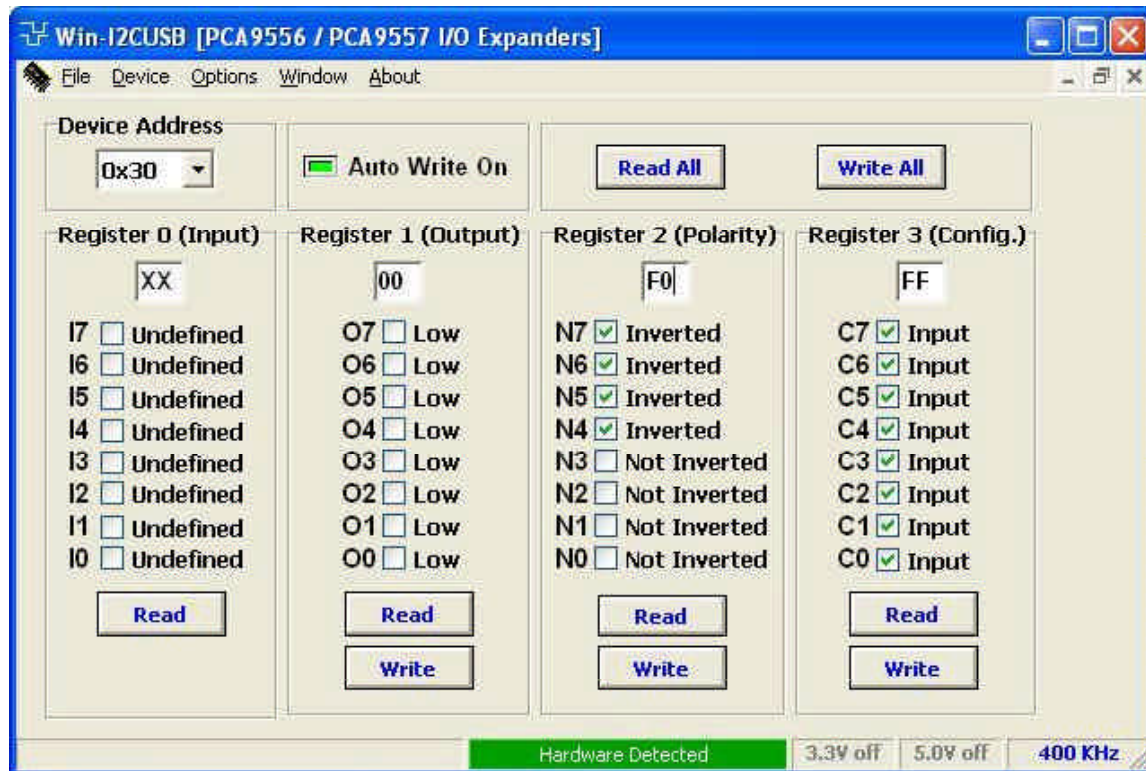 Win-I2CUSB [PCA9556 / PCA9557 I/O Expanders]
File Device Options Window About
Device Address
0x30
Auto Write On
Read All
Write All
Register 0 (Input)
XX
I7 Undefined
I6 Undefined
I5 Undefined
I4 Undefined
I3 Undefined
I2 Undefined
I1 Undefined
I0 Undefined
Read
Register 1 (Output)
00
O7 Low
O6 Low
O5 Low
O4 Low
O3 Low
O2 Low
O1 Low
O0 Low
Read
Write
Register 2 (Polarity)
F0
N7 Inverted
N6 Inverted
N5 Inverted
N4 Inverted
N3 Not Inverted
N2 Not Inverted
N1 Not Inverted
N0 Not Inverted
Read
Write
Register 3 (Config.)
FF
C7 Input
C6 Input
C5 Input
C4 Input
C3 Input
C2 Input
C1 Input
C0 Input
Read
Write
Hardware Detected
3.3V off
5.0V off
400 KHz